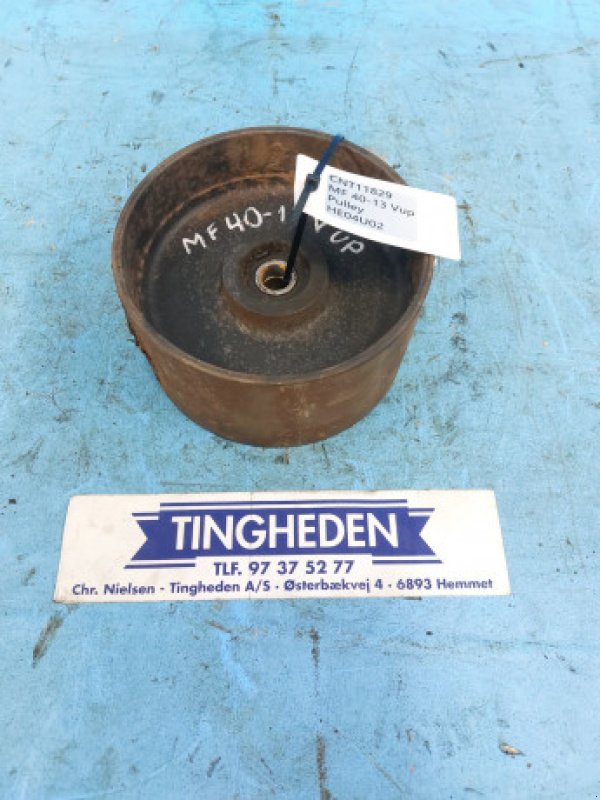 CNT11829
MF 40-13 Vup
Pulley
HE04U02
MF 40-1 VUP
TINGHEDEN
TLF. 97 37 52 77
Chr. Nielsen - Tingheden A/S · Østerbækvej 4 - 6893 Hemmet